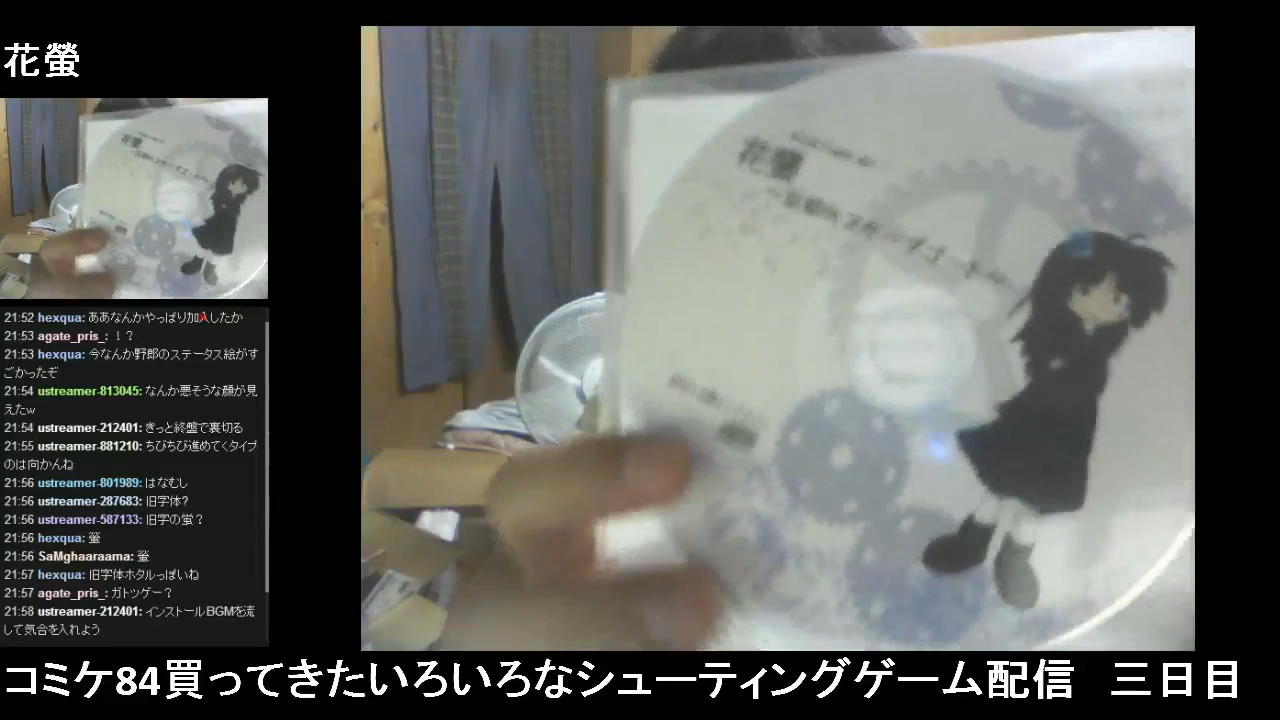 花螢
21:52 hexqua: ああなんかやっぱり加入したか
21:53 agate_pris_: ！？
21:53 hexqua: 今なんか野郎のステータス絵がす
ごかったぞ
21:54 ustreamer-813045: なんか悪そうな顔が見
えたw
21:54 ustreamer-212401: きっと終盤で裏切る
21:55 ustreamer-881210: ちびちび進めてくタイプ
のは向かんね
21:56 ustreamer-801989: はなむし
21:56 ustreamer-287683: 旧字体?
21:56 ustreamer-587133: 旧字の蛍？
21:56 hexqua: 螢
21:56 SaMghaaraama: 螢
21:57 hexqua: 旧字体ホタルっぽいね
21:57 agate_pris_: ガトツゲー？
21:58 ustreamer-212401: インストールBGMを流
して気合を入れよう
花螢
コミケ84買ってきたいろいろなシューティングゲーム配信　三日目